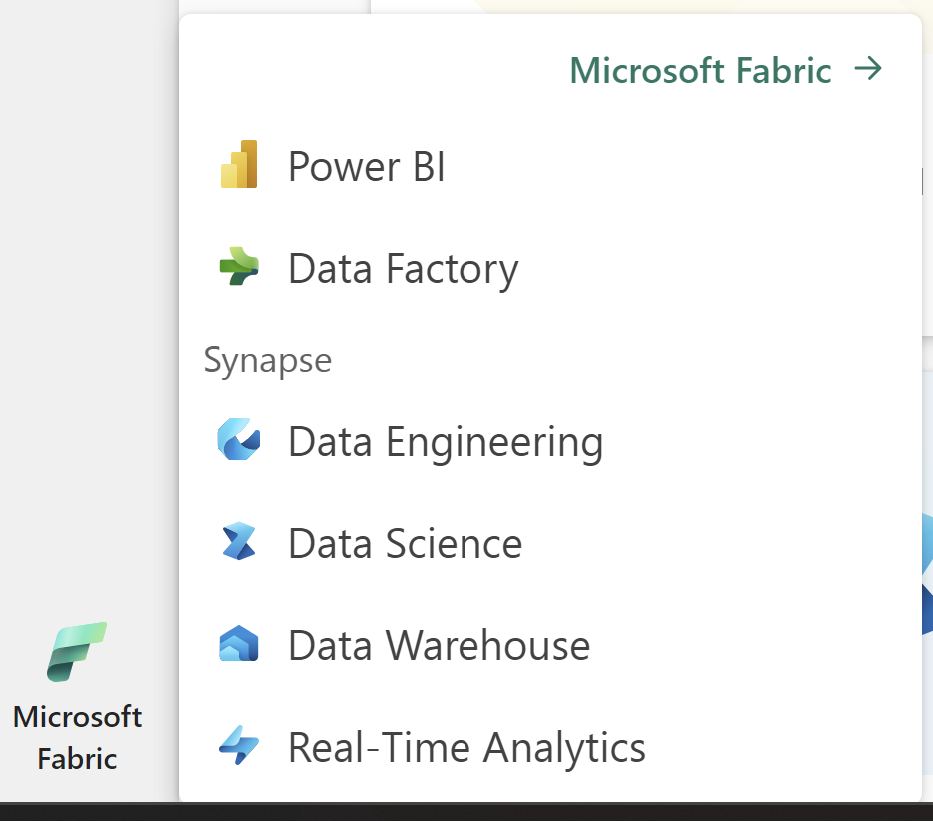 Microsoft Fabric →
Power BI
Data Factory
Synapse
Data Engineering
Data Science
Data Warehouse
Real-Time Analytics
Microsoft
Fabric